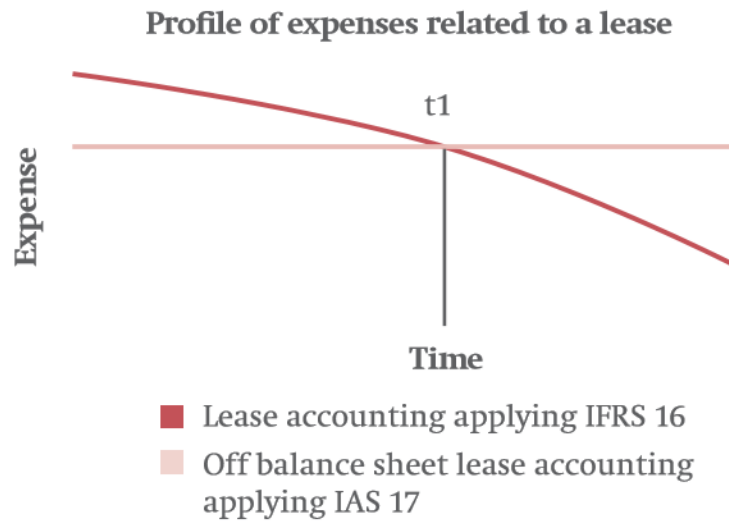 Profile of expenses related to a lease
t1
Expense
Time
Lease accounting applying IFRS 16
Off balance sheet lease accounting
applying IAS 17